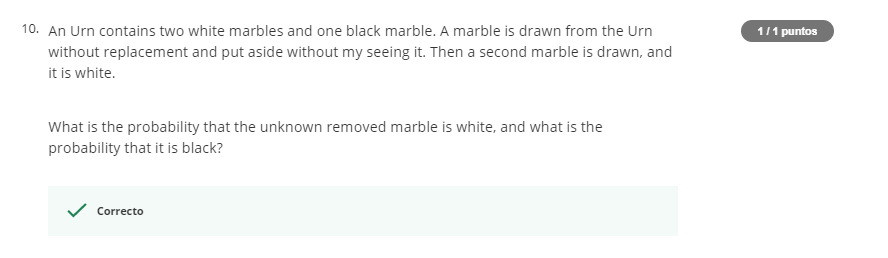 10. An Urn contains two white marbles and one black marble. A marble is drawn from the Urn
1 / 1 puntos
without replacement and put aside without my seeing it. Then a second marble is drawn, and
it is white.
What is the probability that the unknown removed marble is white, and what is the
probability that it is black?
Correcto